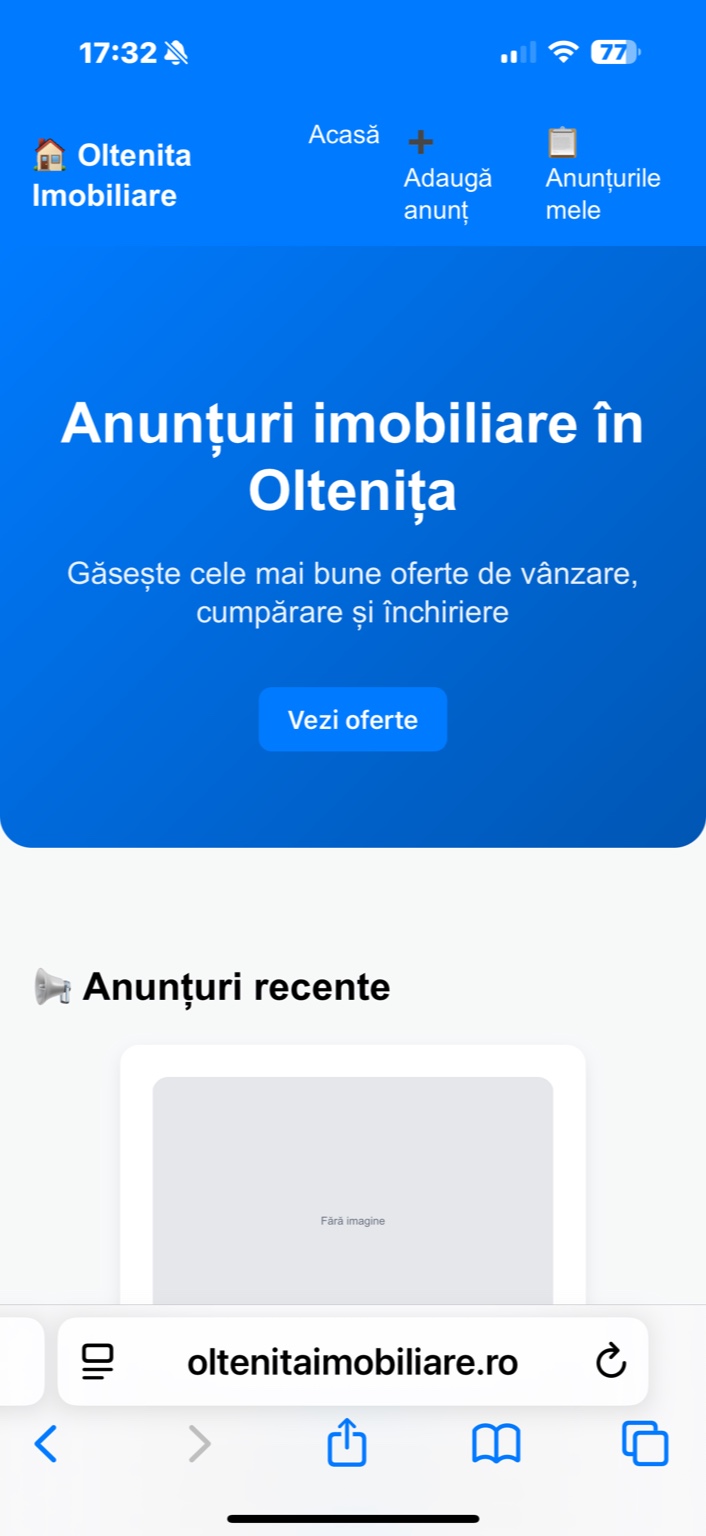 17:32
77
Oltenita
Imobiliare
Acasă
Adaugă
anunț
Anunțurile
mele
Anunțuri imobiliare în
Oltenița
Găsește cele mai bune oferte de vânzare,
cumpărare și închiriere
Vezi oferte
Anunțuri recente
Fără imagine
oltenitaimobiliare.ro